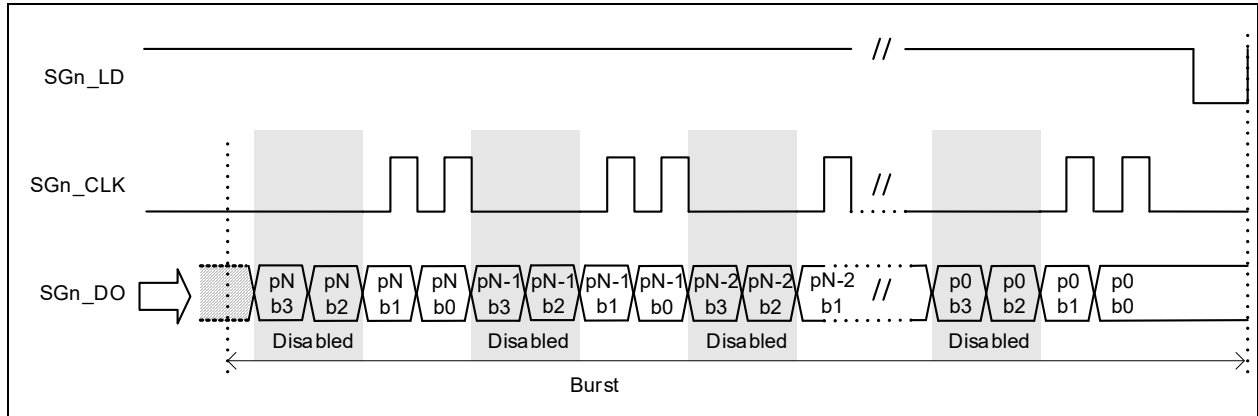 SGn_LD
//
SGn_CLK
//
SGn_DO
pN pN pN pN pN-1 pN-1 pN-1 pN-1 pN-2 pN-2 pN-2 // p0 p0 p0 p0
b3 b2 b1 b0 b3 b2 b1 b0 b3 b2 b1 b3 b2 b1 b0
Disabled Disabled Disabled Disabled
Burst